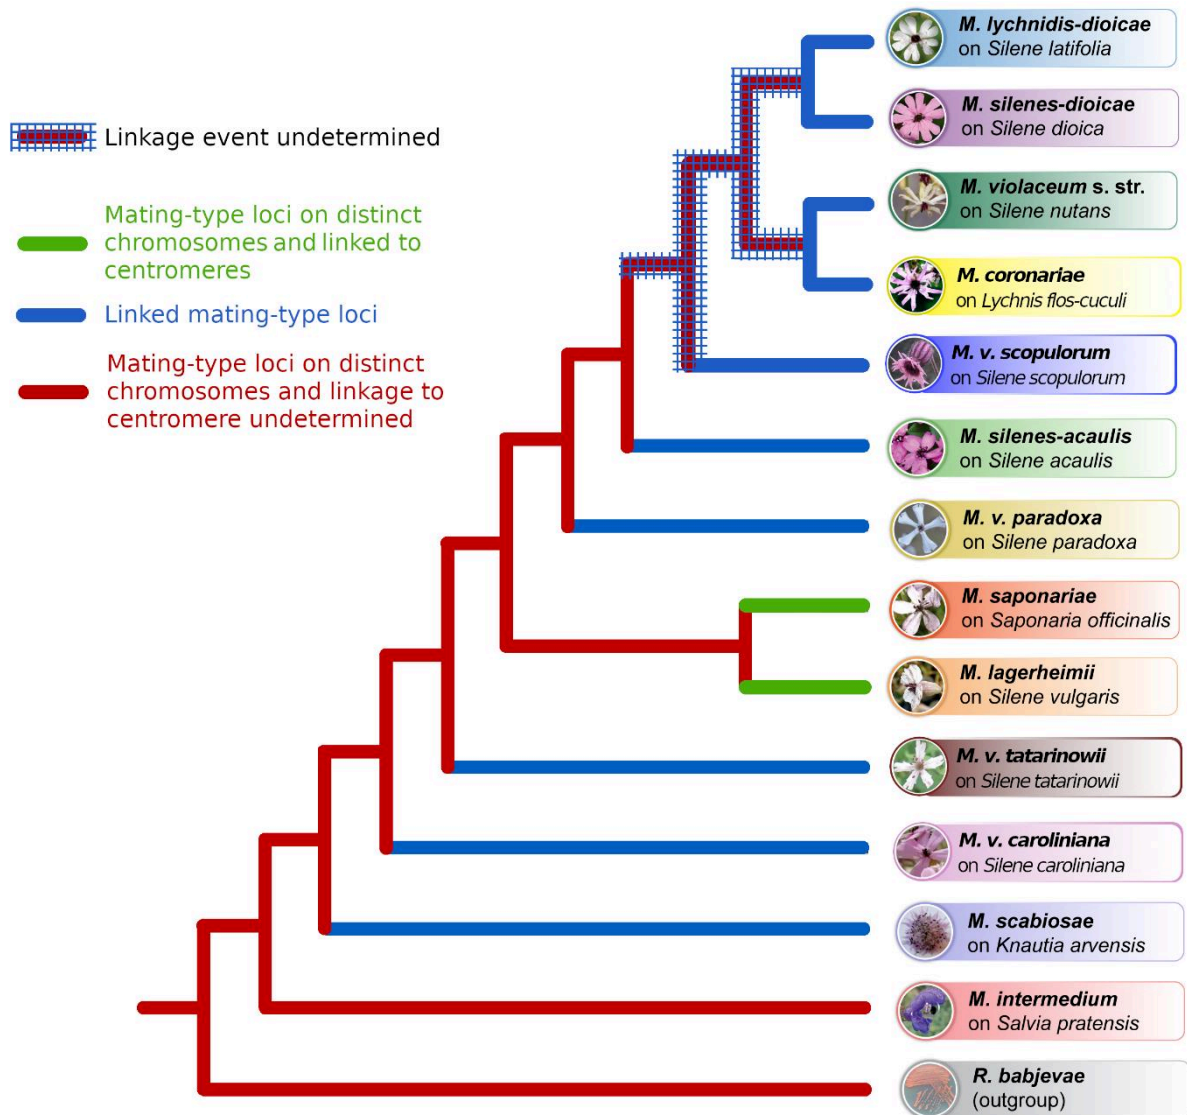 M. lychnidis-dioicae
on Silene latifolia
M. silenes-dioicae
on Silene dioica
Linkage event undetermined
M. violaceum s. str.
on Silene nutans
Mating-type loci on distinct
chromosomes and linked to
centromeres
M. coronariae
on Lychnis flos-cuculi
Linked mating-type loci
M. v. scopulorum
on Silene scopulorum
Mating-type loci on distinct
chromosomes and linkage to
centromere undetermined
M. silenes-acaulis
on Silene acaulis
M. v. paradoxa
on Silene paradoxa
M. saponariae
on Saponaria officinalis
M. lagerheimii
on Silene vulgaris
M. v. tatarinowii
on Silene tatarinowii
M. v. caroliniana
on Silene caroliniana
M. scabiosae
on Knautia arvensis
M. intermedium
on Salvia pratensis
R. babjevae
(outgroup)